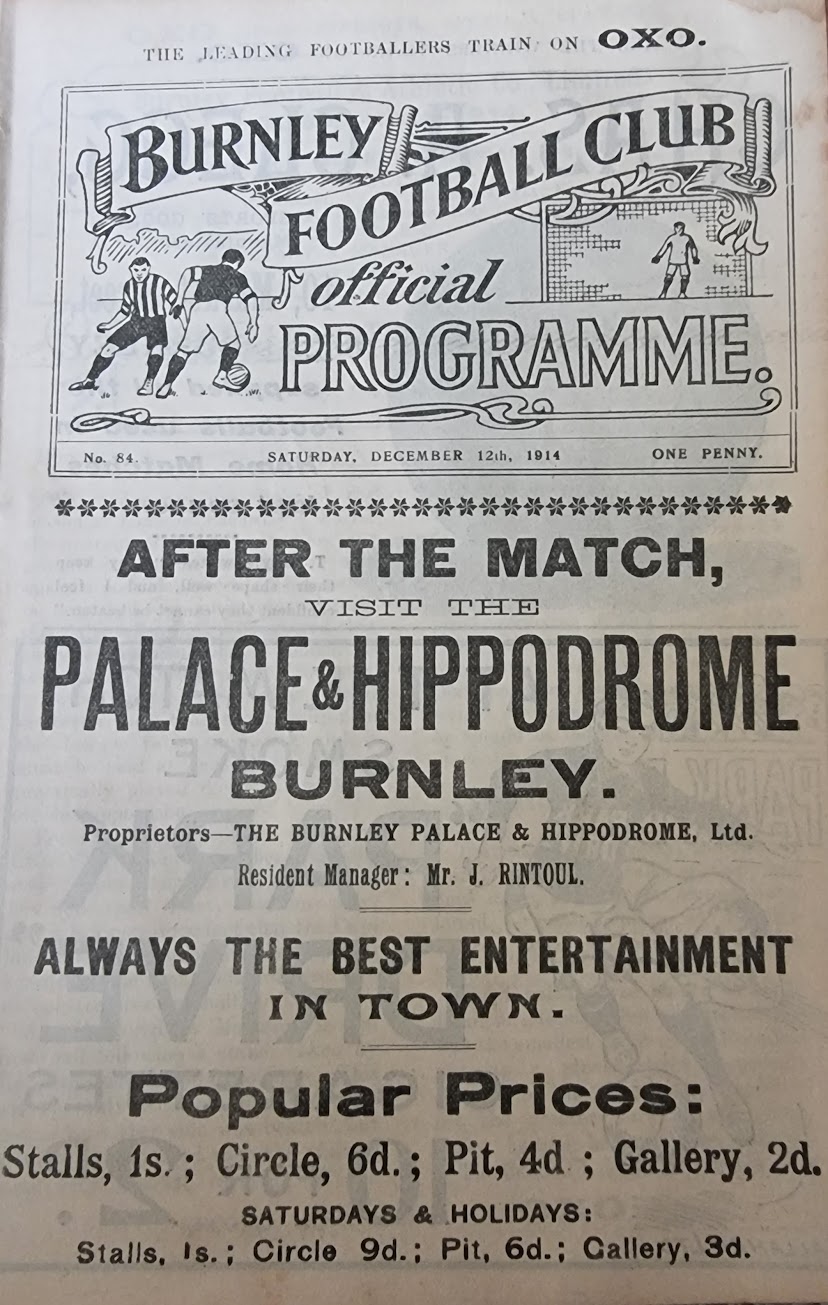 THE LEADING FOOTBALLERS TRAIN ON OXO.
BURNLEY
FOOTBALL CLUB
official
PROGRAMME.
No. 84. SATURDAY, DECEMBER 12th, 1914 ONE PENNY.
AFTER THE MATCH,
VISIT THE
PALACE & HIPPODROME
BURNLEY.
Proprietors—THE BURNLEY PALACE & HIPPODROME, Ltd.
Resident Manager: Mr. J. RINTOUL.
ALWAYS THE BEST ENTERTAINMENT
IN TOWN.
Popular Prices:
Stalls, 1s.; Circle, 6d.; Pit, 4d ; Gallery, 2d.
SATURDAYS & HOLIDAYS:
Stalls, 1s.; Circle 9d.; Pit, 6d.; Gallery, 3d.